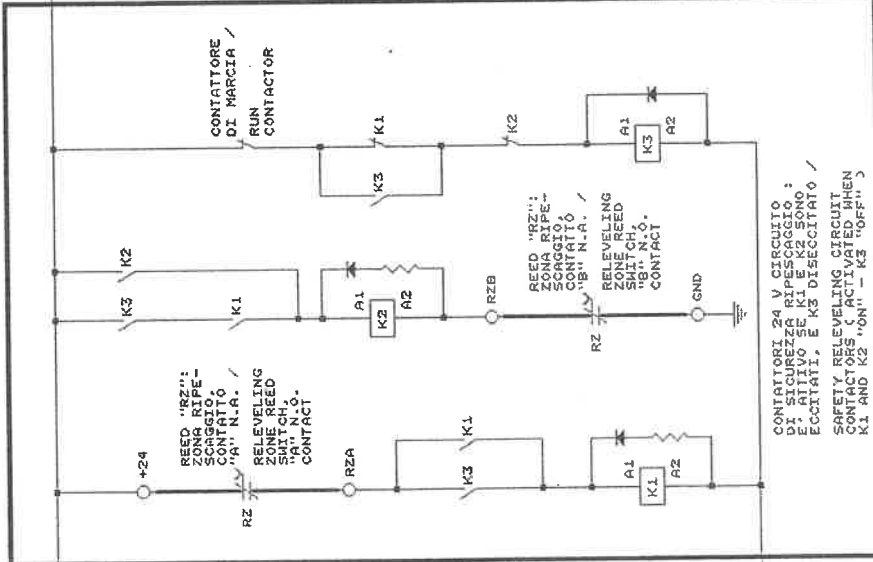 +24
REED "RZ":
ZONA RIPE-
SCAGGIO,
CONTATTO
"A" N.A. /
RELEVELING
ZONE REED
SWITCH,
"A" N.O.
CONTACT
RZ
RZA
K3
K1
A1
K1
A2
K3
K2
K1
A1
K2
A2
RZB
REED "RZ":
ZONA RIPE-
SCAGGIO,
CONTATTO
"B" N.A. /
RELEVELING
ZONE REED
SWITCH,
"B" N.O.
CONTACT
RZ
GND
CONTATTORE
DI MARCIA /
RUN
CONTACTOR
K3
K1
K2
A1
K3
A2
CONTATTORI 24 V CIRCUITO
DI SICUREZZA RIPESCAGGIO :
E' ATTIVO SE K1 E K2 SONO
ECCITATI, E K3 DISECCITATO /
SAFETY RELEVELING CIRCUIT
CONTACTORS ( ACTIVATED WHEN
K1 AND K2 "ON" - K3 "OFF" )